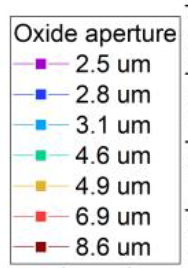 Oxide aperture
2.5 um
2.8 um
3.1 um
4.6 um
4.9 um
6.9 um
8.6 um